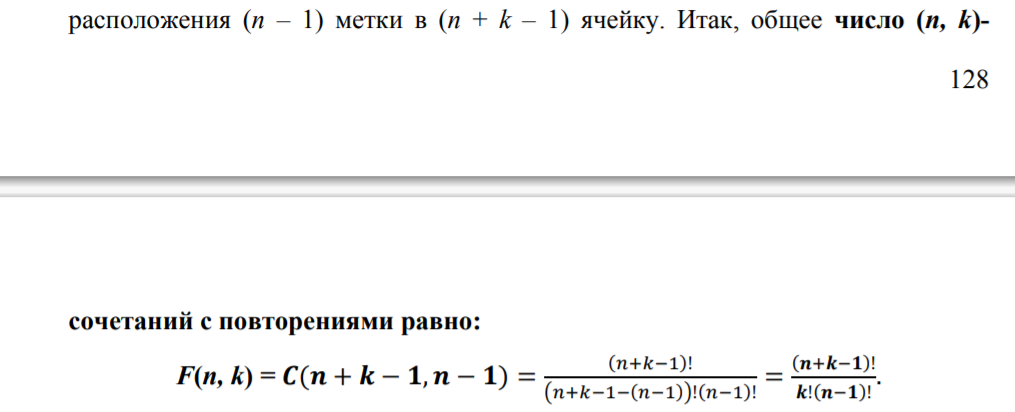 расположения (n – 1) метки в (n + k – 1) ячейку. Итак, общее число (n, k)-
128
сочетаний с повторениями равно:
F(n, k) = C(n + k − 1, n − 1) = (n+k−1)! / (n+k−1−(n−1))!(n−1)! = (n+k−1)! / k!(n−1)!.